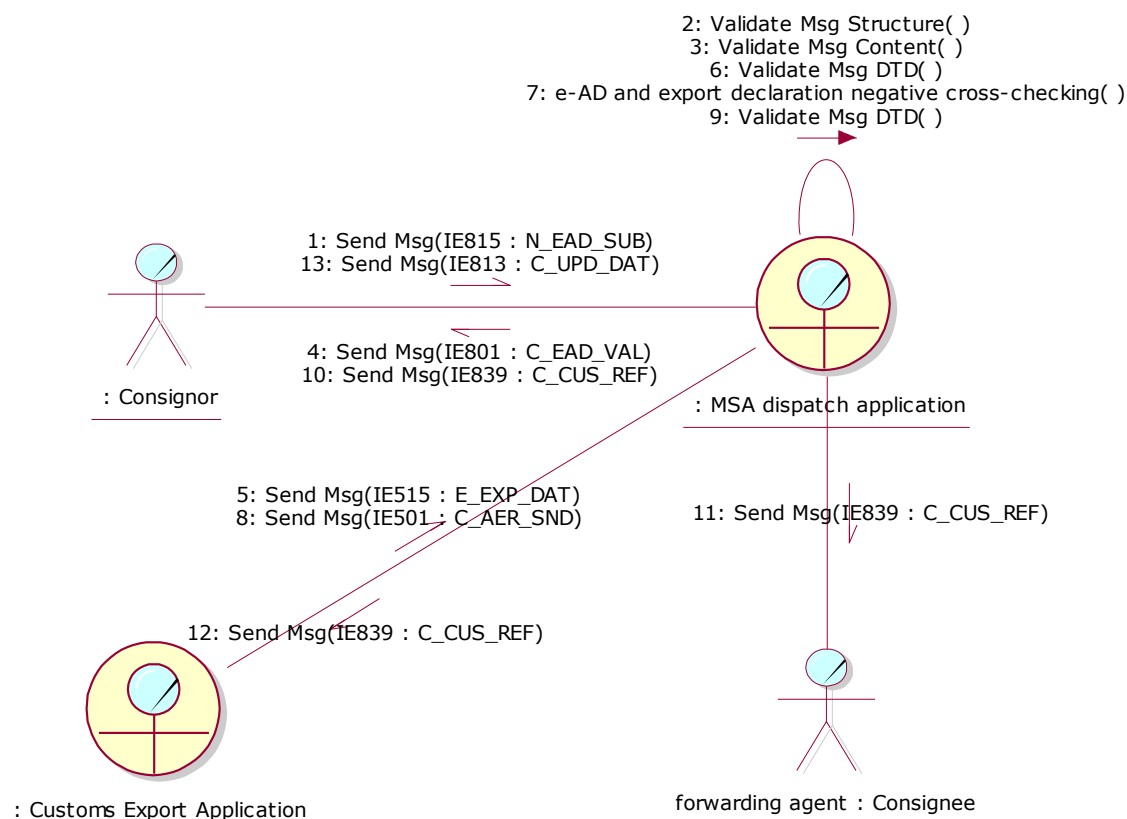 2: Validate Msg Structure( )
3: Validate Msg Content( )
6: Validate Msg DTD( )
7: e-AD and export declaration negative cross-checking( )
9: Validate Msg DTD( )
1: Send Msg(IE815 : N_EAD_SUB)
13: Send Msg(IE813 : C_UPD_DAT)
4: Send Msg(IE801 : C_EAD_VAL)
10: Send Msg(IE839 : C_CUS_REF)
: Consignor
: MSA dispatch application
5: Send Msg(IE515 : E_EXP_DAT)
8: Send Msg(IE501 : C_AER_SND)
11: Send Msg(IE839 : C_CUS_REF)
12: Send Msg(IE839 : C_CUS_REF)
: Customs Export Application
forwarding agent : Consignee